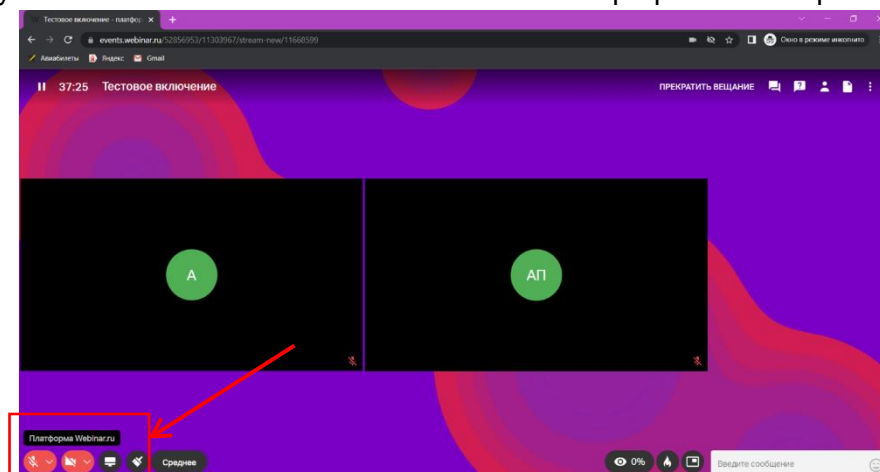 Тестовое включение - платфор
events.webinar.ru/52856953/11303967/stream-new/11660599
Окно в режиме инкогнито
Авиабилеты Яндекс Gmail
37:25 Тестовое включение
ПРЕКРАТИТЬ ВЕЩАНИЕ
А
АП
Платформа Webinar.ru
Среднее
0%
Введите сообщение